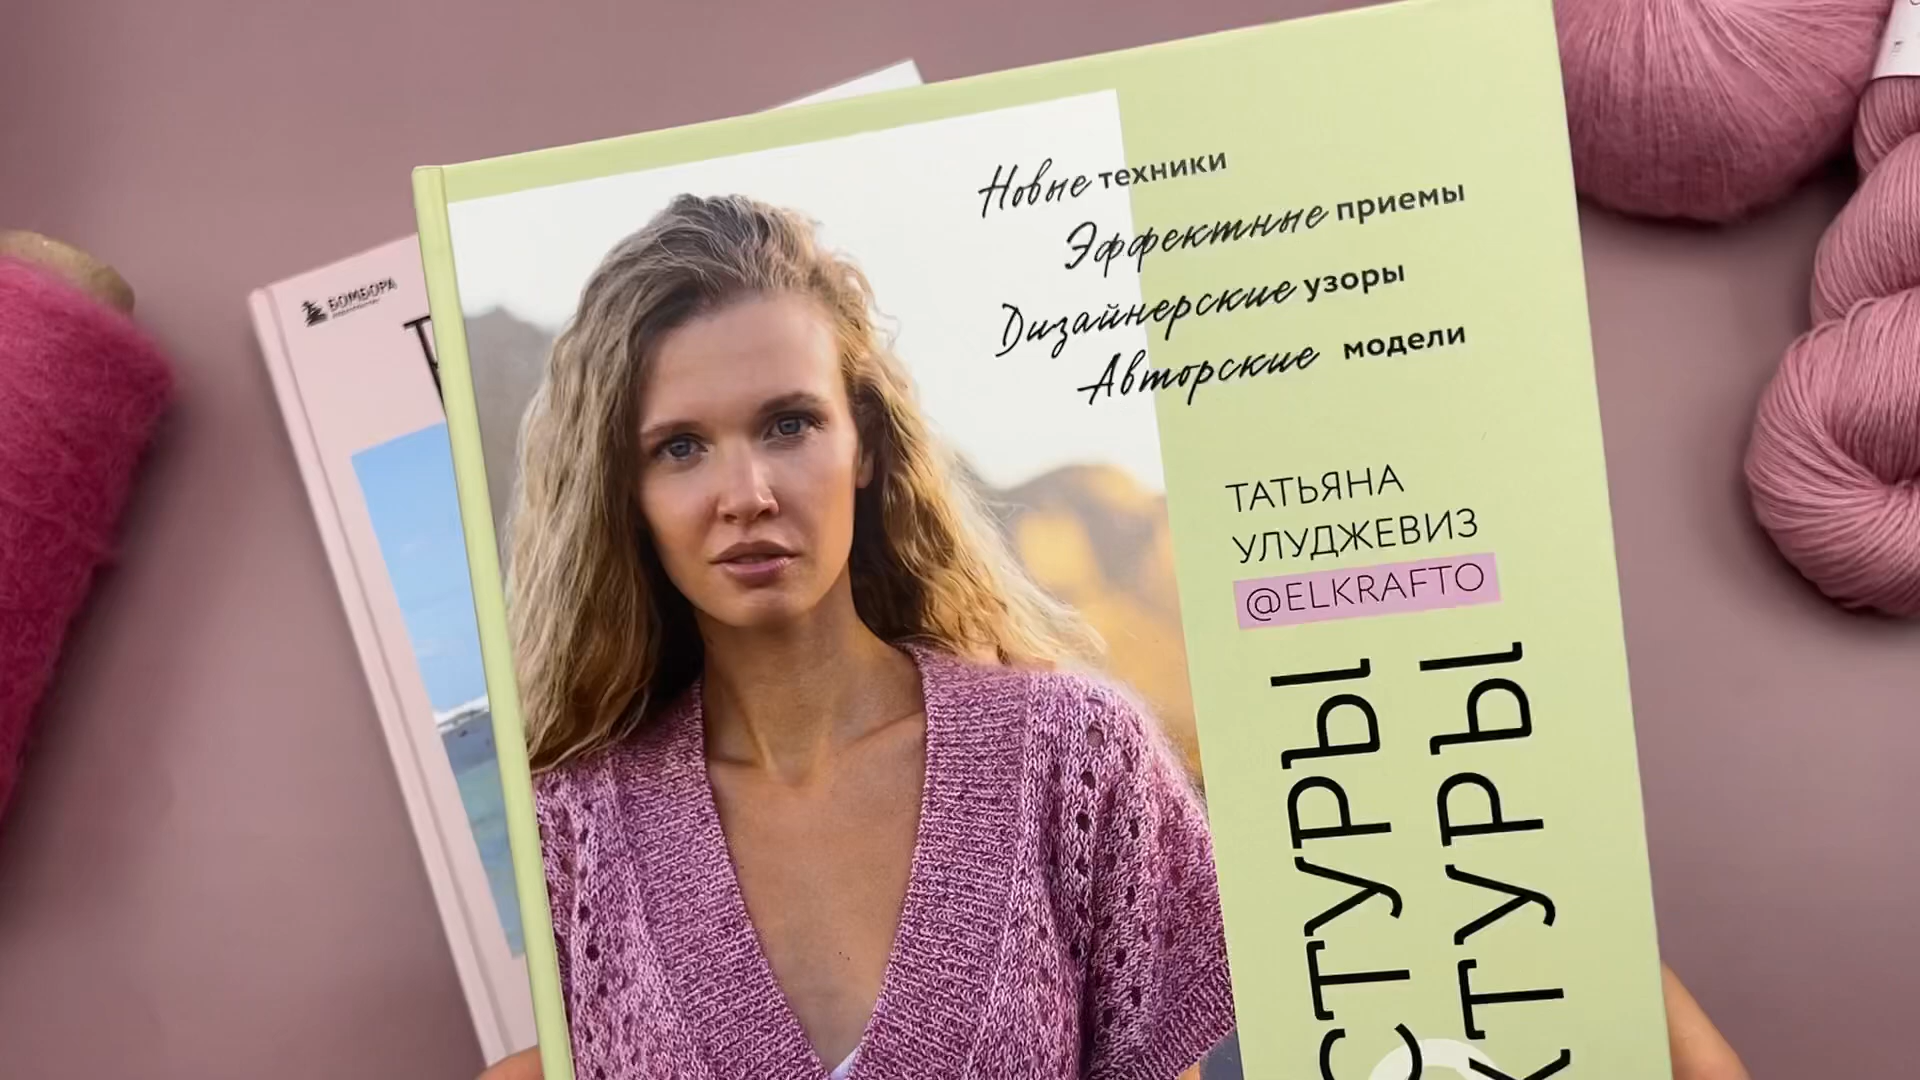 БОМБОРА
Новые техники
Эффектные приемы
Дизайнерские узоры
Авторские модели
ТАТЬЯНА
УЛУДЖЕВИЗ
@ELKRAFTO
СТУРЫ
КТУРЫ